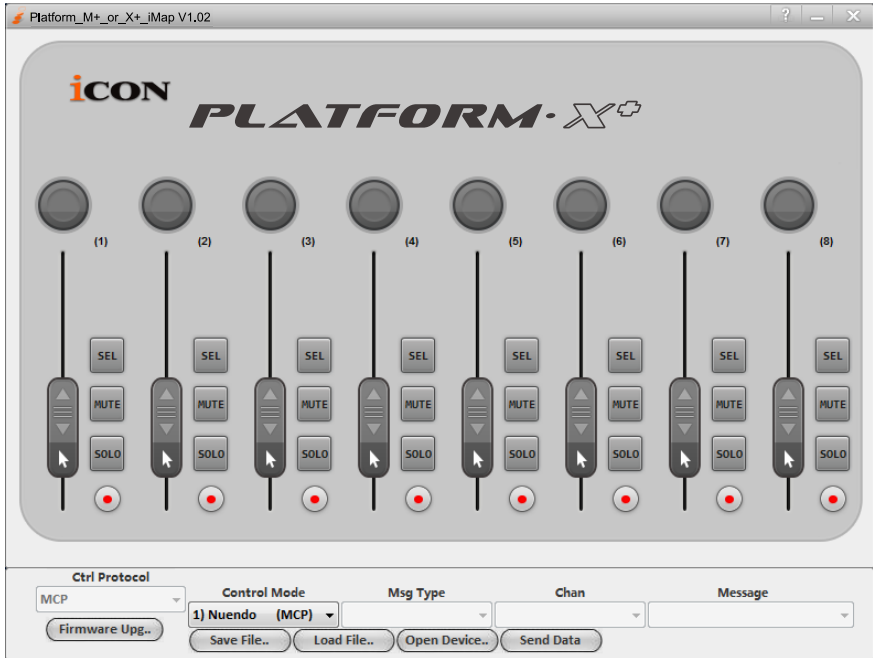 Platform_M+_or_X+_iMap V1.02
? _ X
iCON
PLATFORM·X+
(1) (2) (3) (4) (5) (6) (7) (8)
SEL SEL SEL SEL SEL SEL SEL SEL
MUTE MUTE MUTE MUTE MUTE MUTE MUTE MUTE
SOLO SOLO SOLO SOLO SOLO SOLO SOLO SOLO
Ctrl Protocol
Control Mode Msg Type Chan Message
MCP
1) Nuendo (MCP)
Firmware Upg..
Save File.. Load File.. Open Device.. Send Data